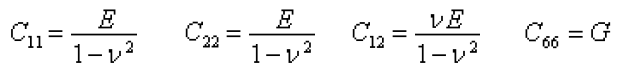 C₁₁ = E / (1 − ν²)    C₂₂ = E / (1 − ν²)    C₁₂ = νE / (1 − ν²)    C₆₆ = G